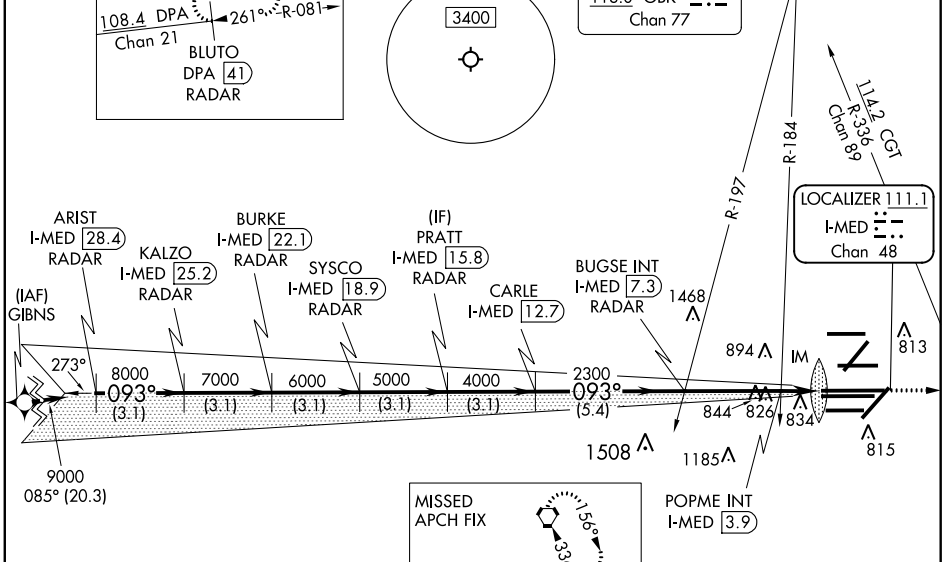 108.4 DPA
Chan 21
261° R-081
BLUTO
DPA 41
RADAR
3400
Chan 77
R-197
R-184
114.2 CGT
R-336
Chan 89
LOCALIZER 111.1
I-MED
Chan 48
ARIST
I-MED 28.4
RADAR
KALZO
I-MED 25.2
RADAR
BURKE
I-MED 22.1
RADAR
SYSCO
I-MED 18.9
RADAR
(IF)
PRATT
I-MED 15.8
RADAR
CARLE
I-MED 12.7
BUGSE INT
I-MED 7.3
RADAR
1468
894
IM
813
(IAF)
GIBNS
273°
8000
093°
(3.1)
7000
(3.1)
6000
(3.1)
5000
(3.1)
4000
(3.1)
2300
093°
(5.4)
844
826
834
815
1508
1185
9000
085° (20.3)
POPME INT
I-MED 3.9
MISSED
APCH FIX
156°